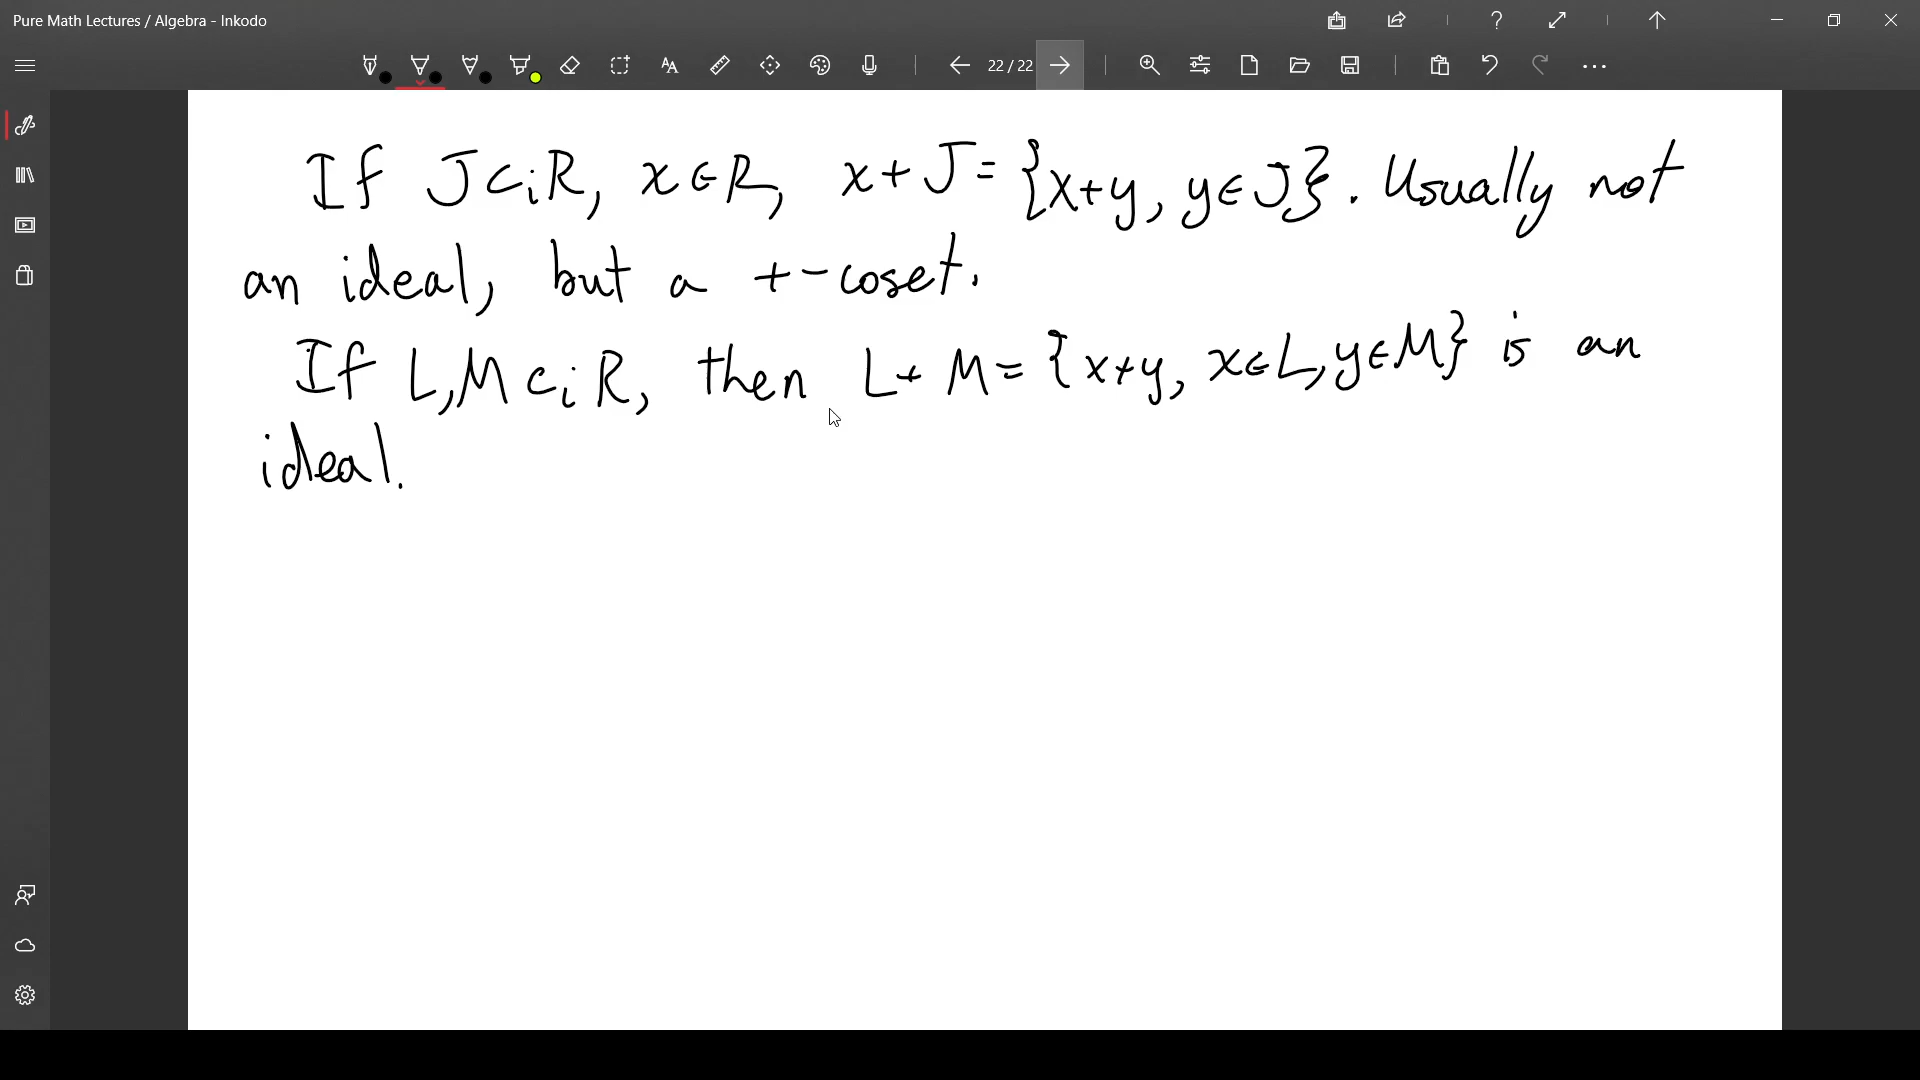 Pure Math Lectures / Algebra - Inkodo
22 / 22
If J ⊂ᵢ R, x ∈ R, x + J = {x+y, y ∈ J}. Usually not
an ideal, but a +-coset.
If L, M ⊂ᵢ R, then L + M = {x+y, x ∈ L, y ∈ M} is an
ideal.